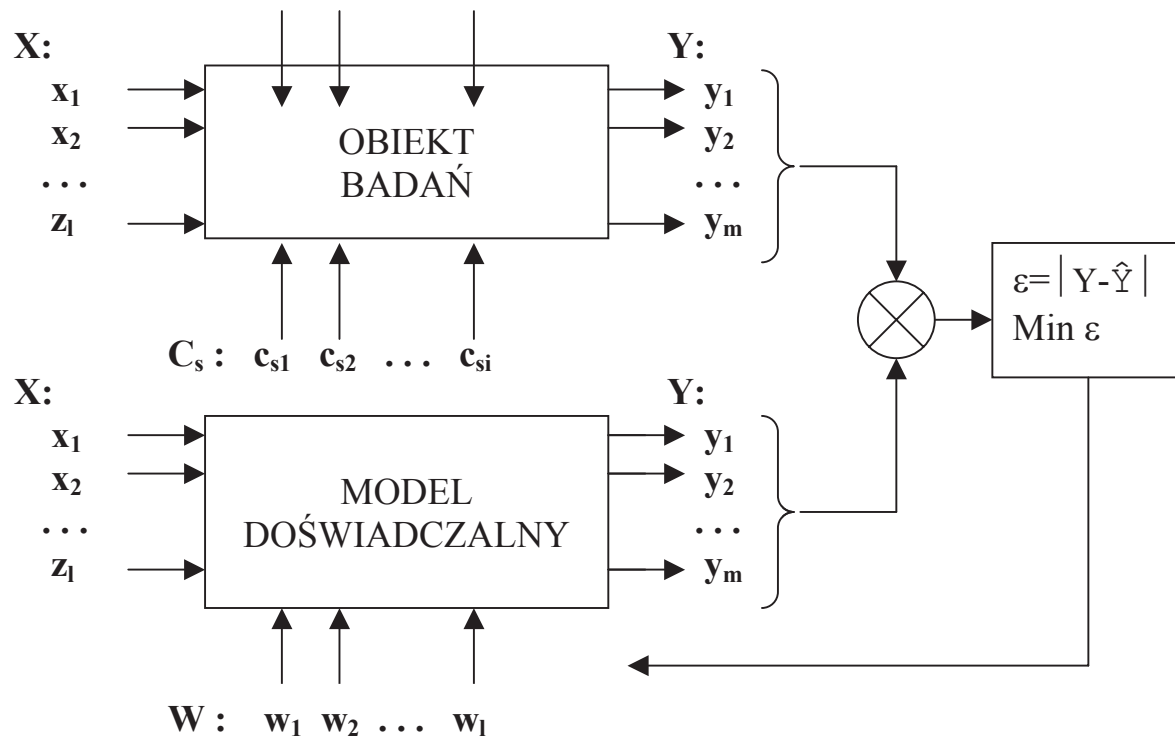 X:
x₁
x₂
. . .
zₗ
OBIEKT
BADAŃ
Y:
y₁
y₂
. . .
yₘ
Cₛ : cₛ₁ cₛ₂ . . . cₛᵢ
ε=|Y-Ŷ|
Min ε
X:
x₁
x₂
. . .
zₗ
MODEL
DOŚWIADCZALNY
Y:
y₁
y₂
. . .
yₘ
W : w₁ w₂ . . . wₗ